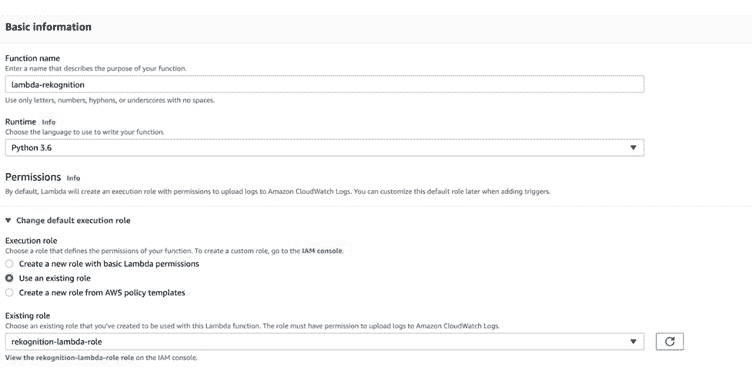 Basic information
Function name
Enter a name that describes the purpose of your function.
lambda-rekognition
Use only letters, numbers, hyphens, or underscores with no spaces.
Runtime Info
Choose the language to use to write your function.
Python 3.6
Permissions Info
By default, Lambda will create an execution role with permissions to upload logs to Amazon CloudWatch Logs. You can customize this default role later when adding triggers.
Change default execution role
Execution role
Choose a role that defines the permissions of your function. To create a custom role, go to the IAM console.
Create a new role with basic Lambda permissions
Use an existing role
Create a new role from AWS policy templates
Existing role
Choose an existing role that you've created to be used with this Lambda function. The role must have permission to upload logs to Amazon CloudWatch Logs.
rekognition-lambda-role
View the rekognition-lambda-role role on the IAM console.